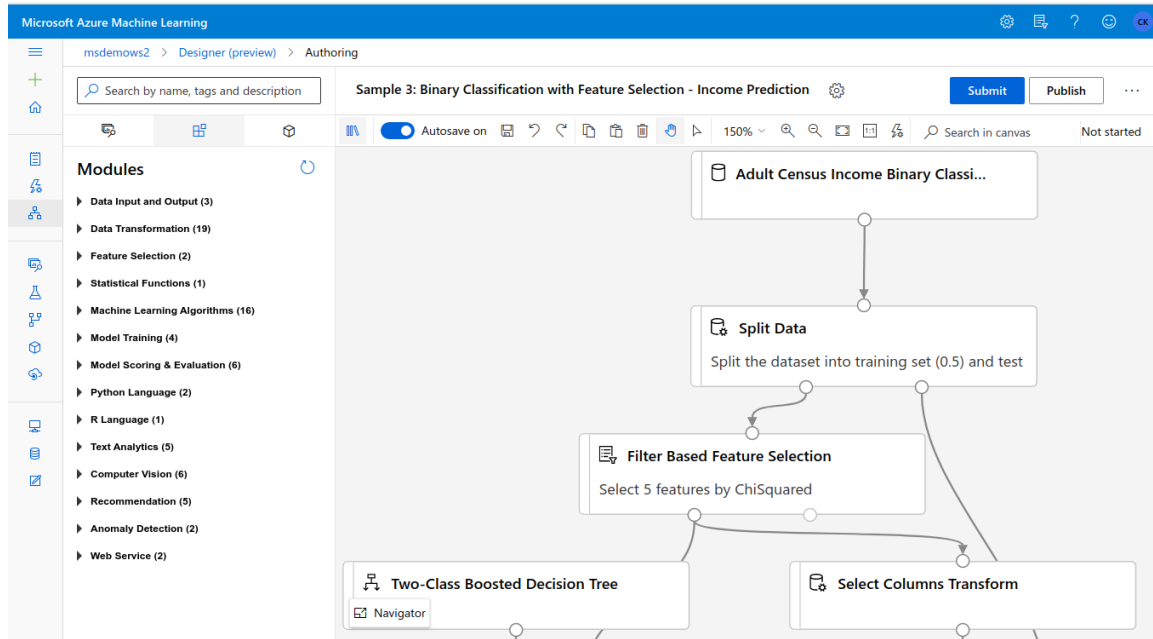 Microsoft Azure Machine Learning
CK
msdemows2 > Designer (preview) > Authoring
Search by name, tags and description
Sample 3: Binary Classification with Feature Selection - Income Prediction
Submit
Publish
Autosave on
150%
1:1
Search in canvas
Not started
Modules
Data Input and Output (3)
Data Transformation (19)
Feature Selection (2)
Statistical Functions (1)
Machine Learning Algorithms (16)
Model Training (4)
Model Scoring & Evaluation (6)
Python Language (2)
R Language (1)
Text Analytics (5)
Computer Vision (6)
Recommendation (5)
Anomaly Detection (2)
Web Service (2)
Adult Census Income Binary Classi...
Split Data
Split the dataset into training set (0.5) and test
Filter Based Feature Selection
Select 5 features by ChiSquared
Two-Class Boosted Decision Tree
Navigator
Select Columns Transform